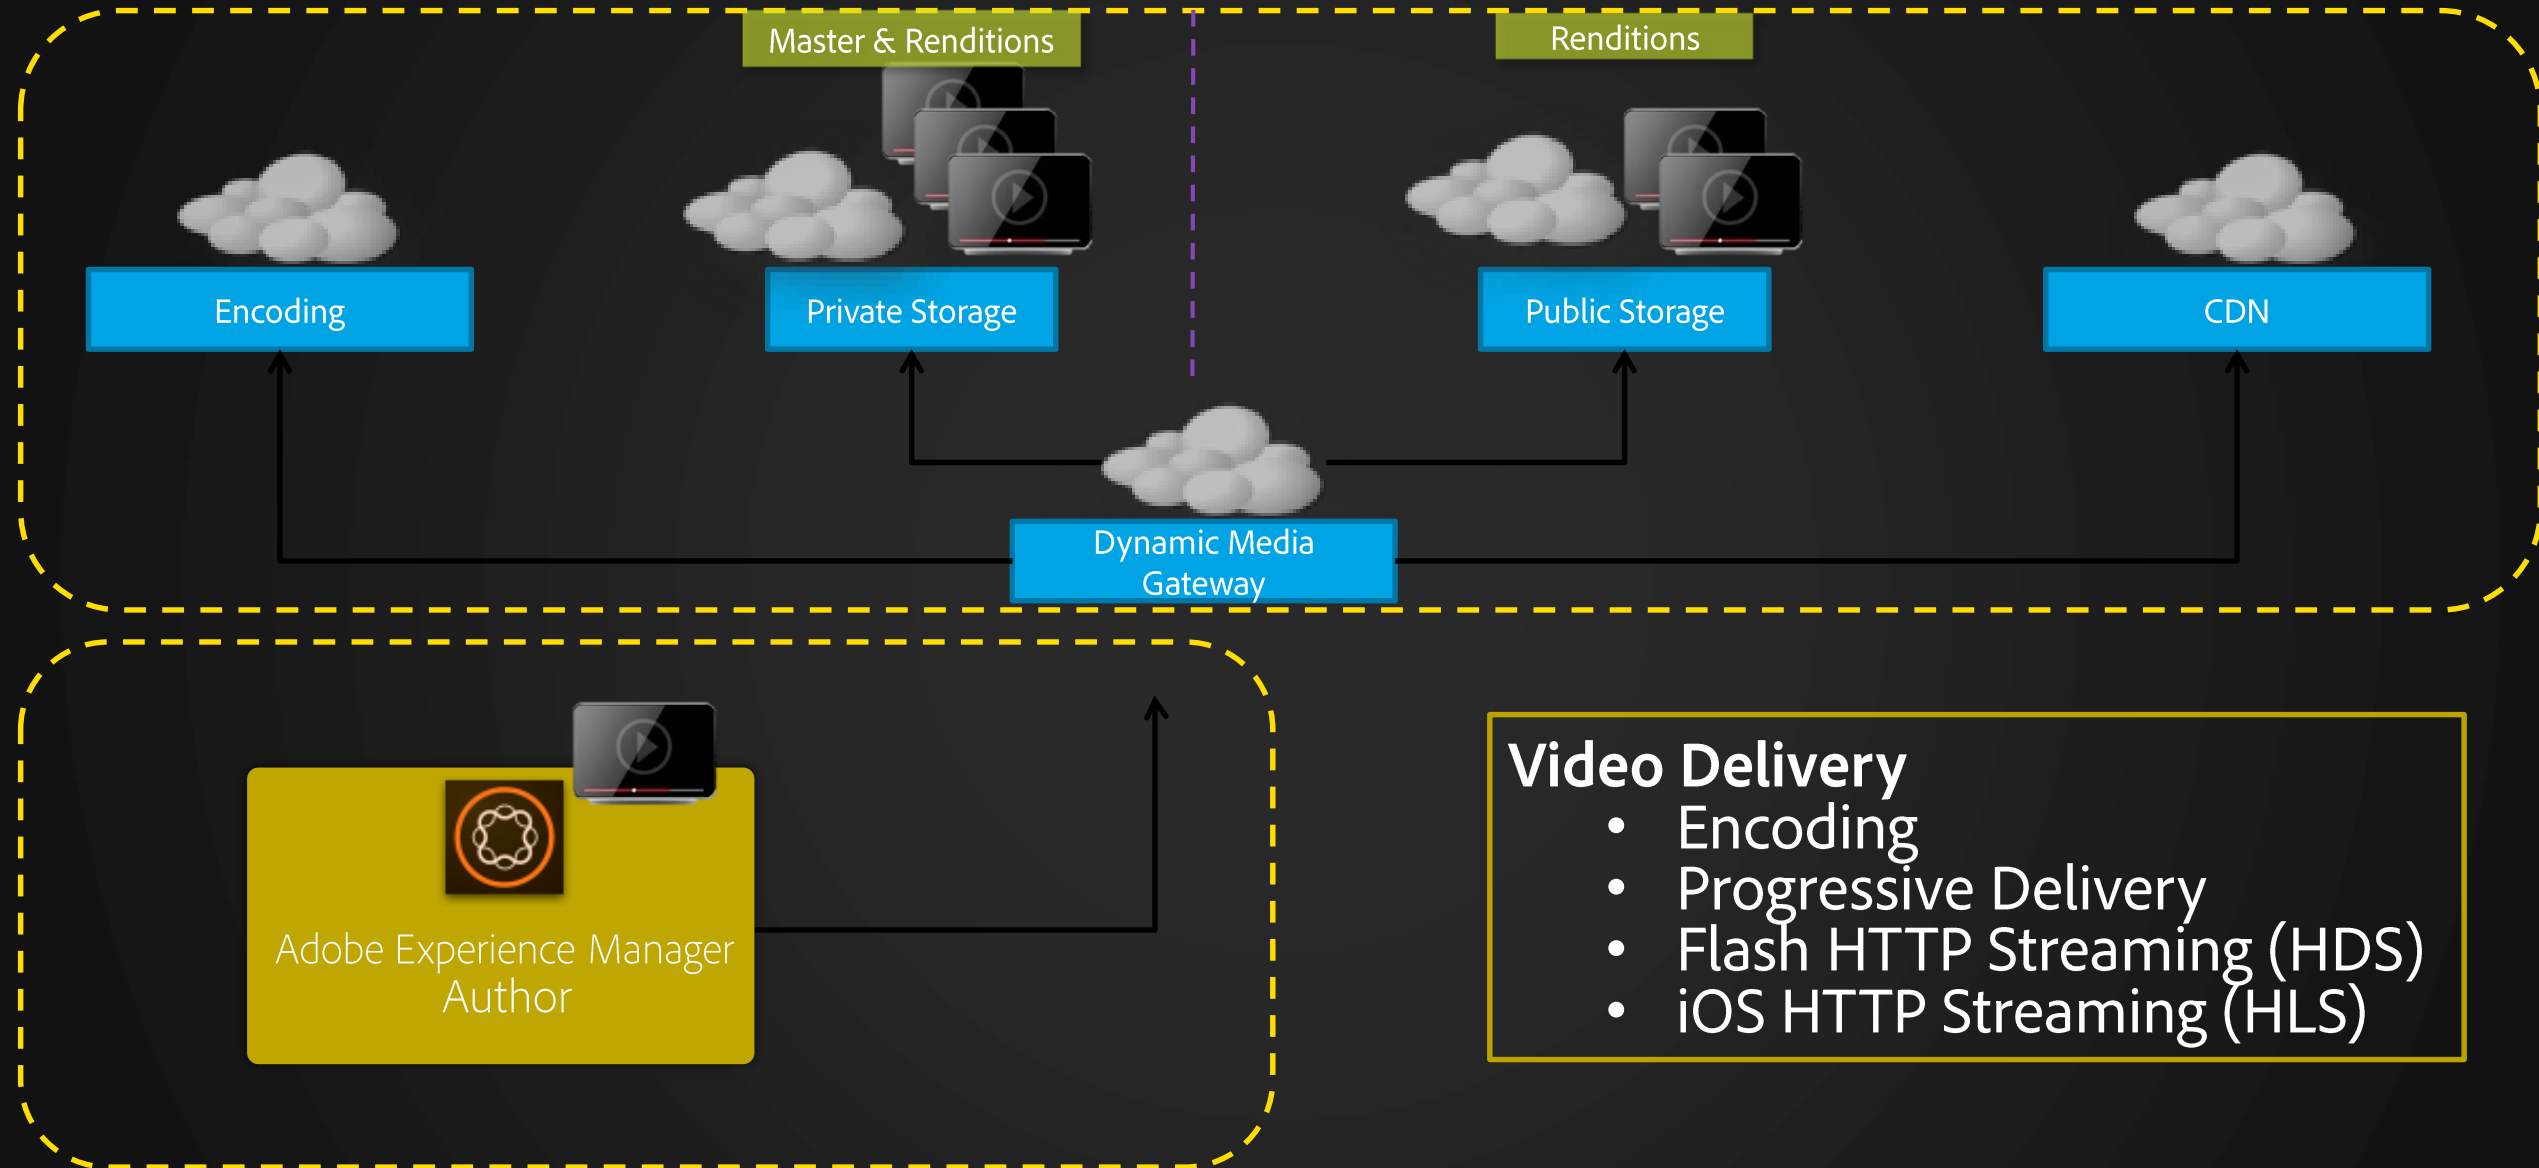 Master & Renditions
Renditions
Encoding
Private Storage
Public Storage
CDN
Dynamic Media
Gateway
Adobe Experience Manager
Author
Video Delivery
• Encoding
• Progressive Delivery
• Flash HTTP Streaming (HDS)
• iOS HTTP Streaming (HLS)